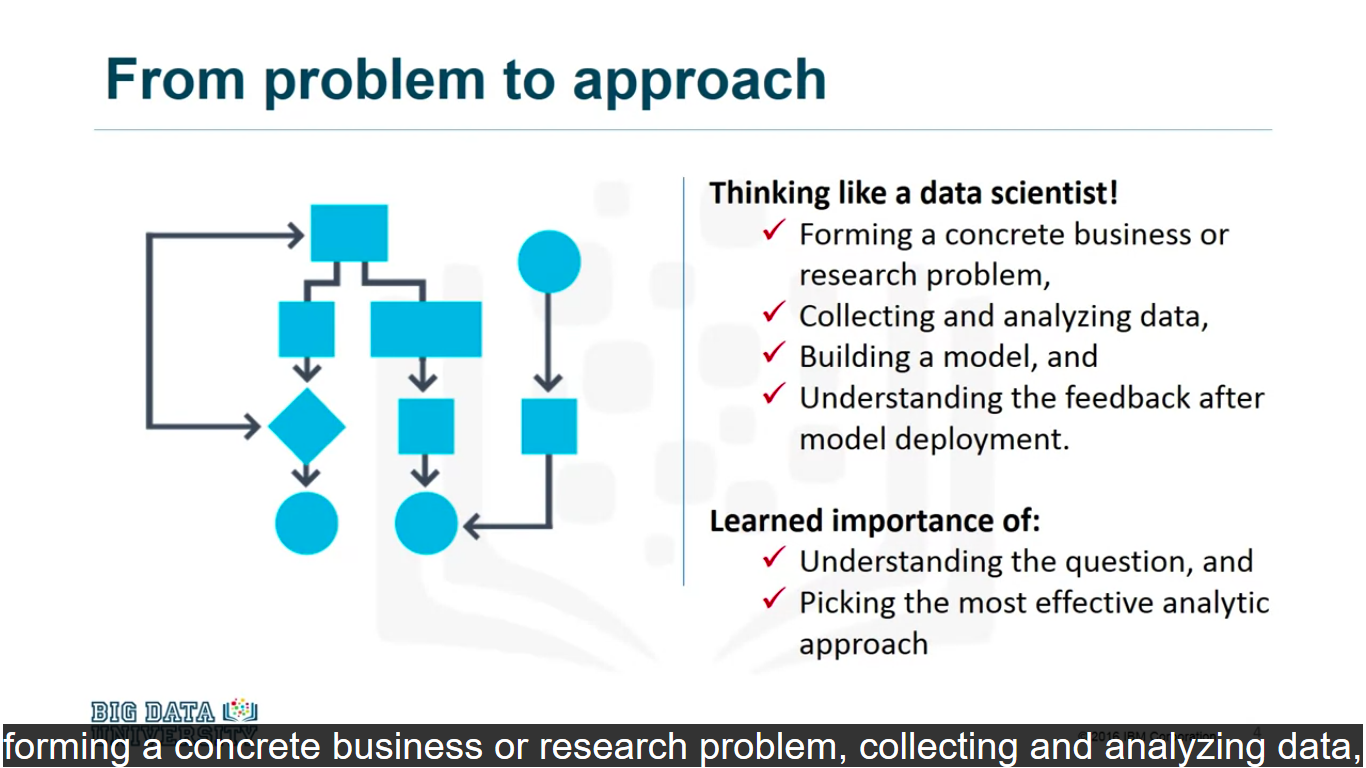 From problem to approach
Thinking like a data scientist!
Forming a concrete business or
research problem,
Collecting and analyzing data,
Building a model, and
Understanding the feedback after
model deployment.
Learned importance of:
Understanding the question, and
Picking the most effective analytic
approach
BIG DATA
UNIVERSITY
© 2016 IBM Corporation
4
forming a concrete business or research problem, collecting and analyzing data,